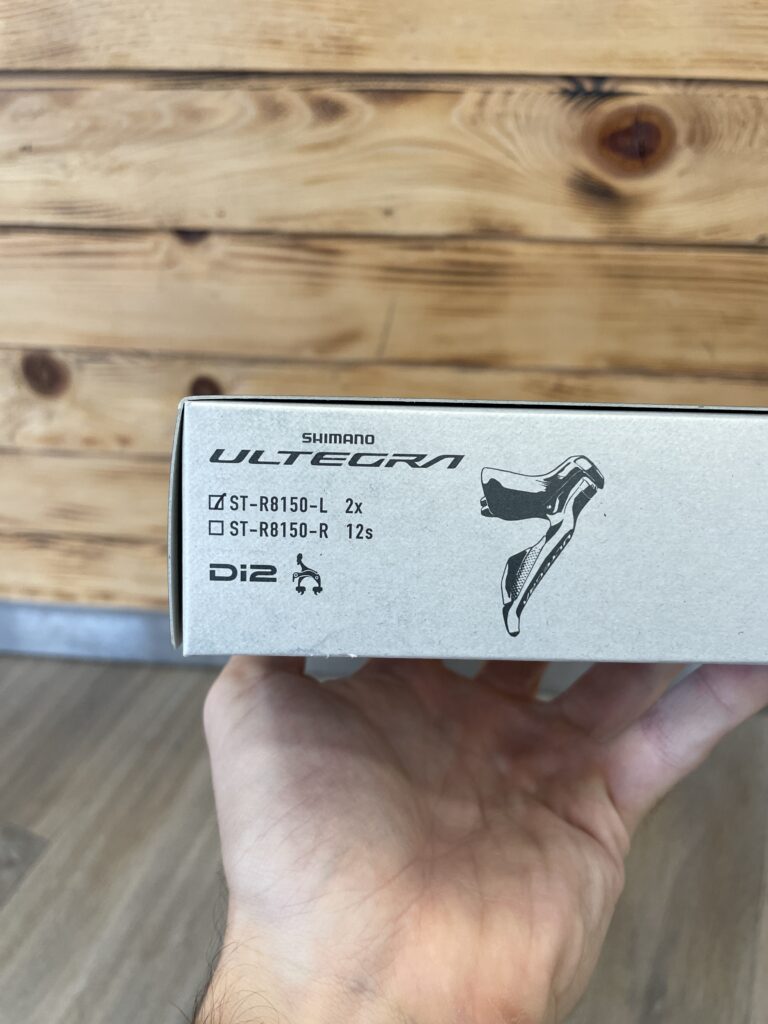 SHIMANO
ULTEGRA
☑ ST-R8150-L 2x
☐ ST-R8150-R 12s
Di2